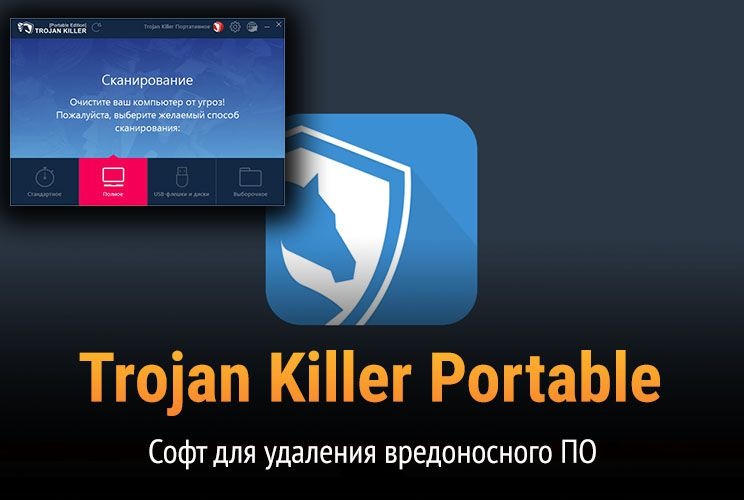 [Portable Edition]
TROJAN KILLER
Trojan Killer Портативное
Сканирование
Очистите ваш компьютер от угроз!
Пожалуйста, выберите желаемый способ
сканирования:
Стандартное
Полное
USB-флешки и диски
Выборочное
Trojan Killer Portable
Софт для удаления вредоносного ПО